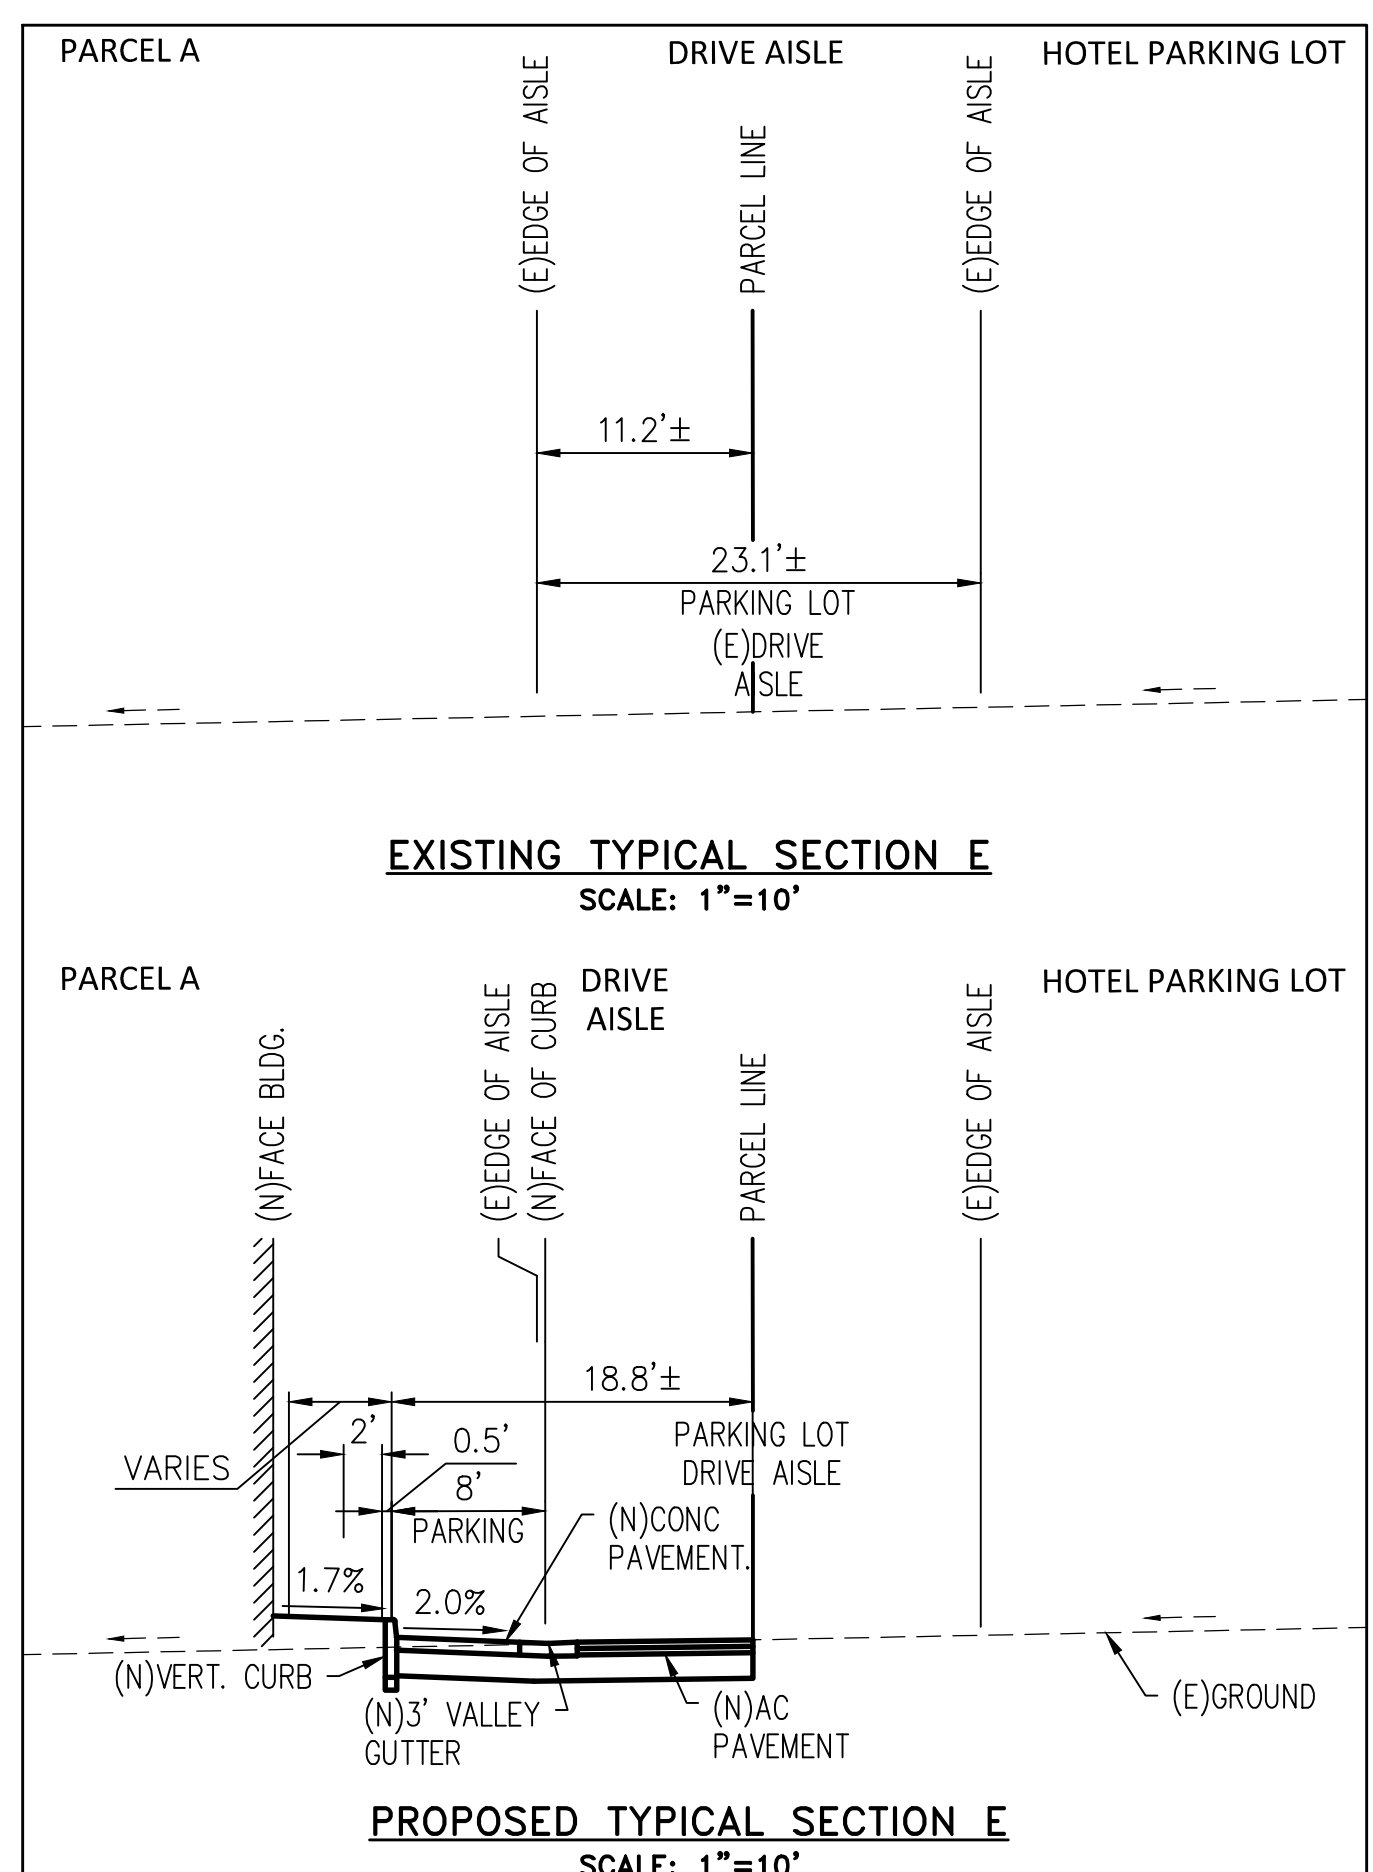 PARCEL A
DRIVE AISLE
HOTEL PARKING LOT
(E)EDGE OF AISLE
PARCEL LINE
(E)EDGE OF AISLE
11.2'±
23.1'±
PARKING LOT
(E)DRIVE
AISLE
EXISTING TYPICAL SECTION E
SCALE: 1"=10'
PARCEL A
DRIVE
AISLE
HOTEL PARKING LOT
(N)FACE BLDG.
(E)EDGE OF AISLE
(N)FACE OF CURB
PARCEL LINE
(E)EDGE OF AISLE
18.8'±
2'
0.5'
PARKING LOT
DRIVE AISLE
VARIES
8'
PARKING
(N)CONC
PAVEMENT.
1.7%
2.0%
(N)VERT. CURB
(N)3' VALLEY
GUTTER
(N)AC
PAVEMENT
(E)GROUND
PROPOSED TYPICAL SECTION E
SCALE: 1"=10'